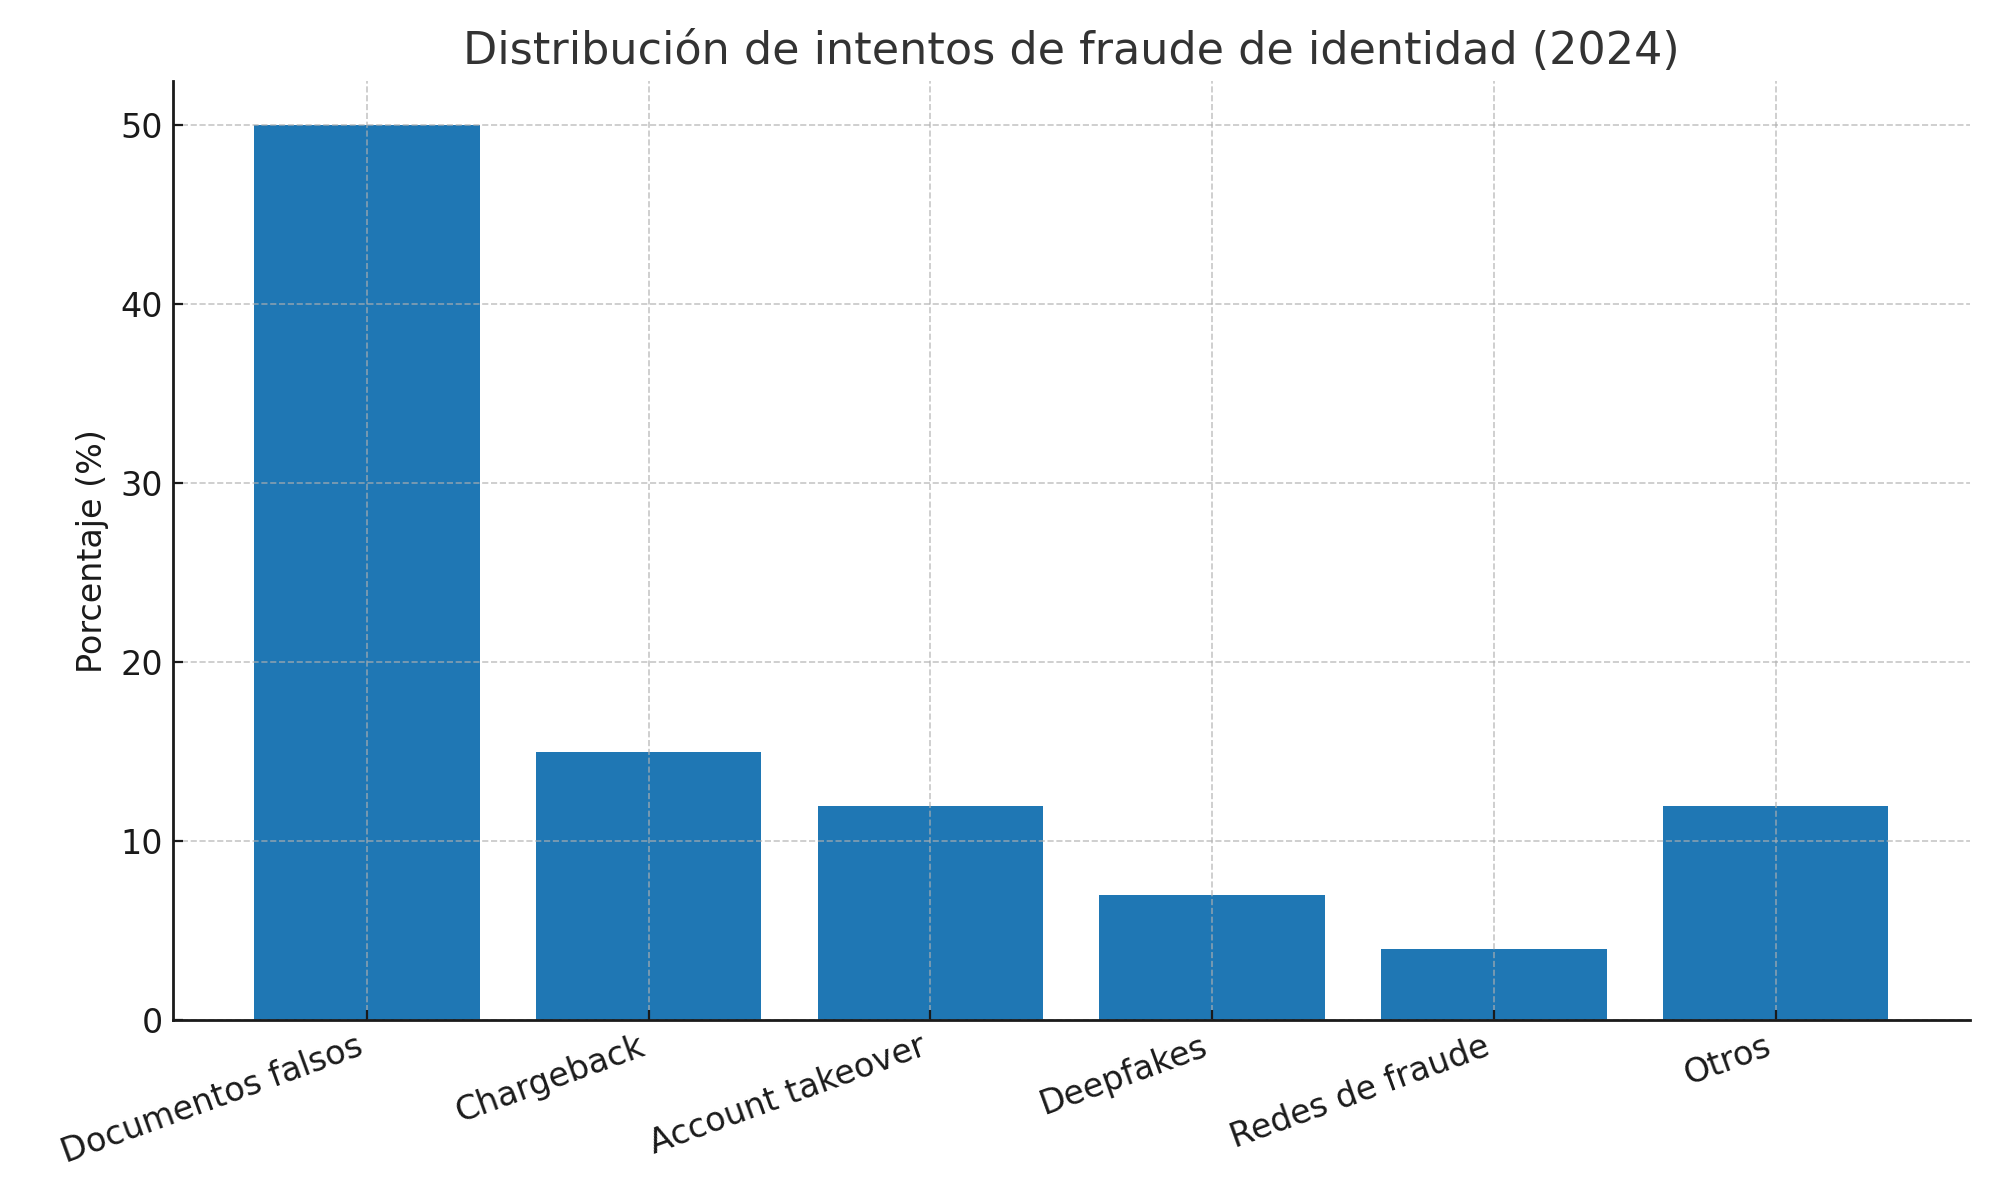 Distribución de intentos de fraude de identidad (2024)
Porcentaje (%)
50
40
30
20
10
0
Documentos falsos
Chargeback
Account takeover
Deepfakes
Redes de fraude
Otros